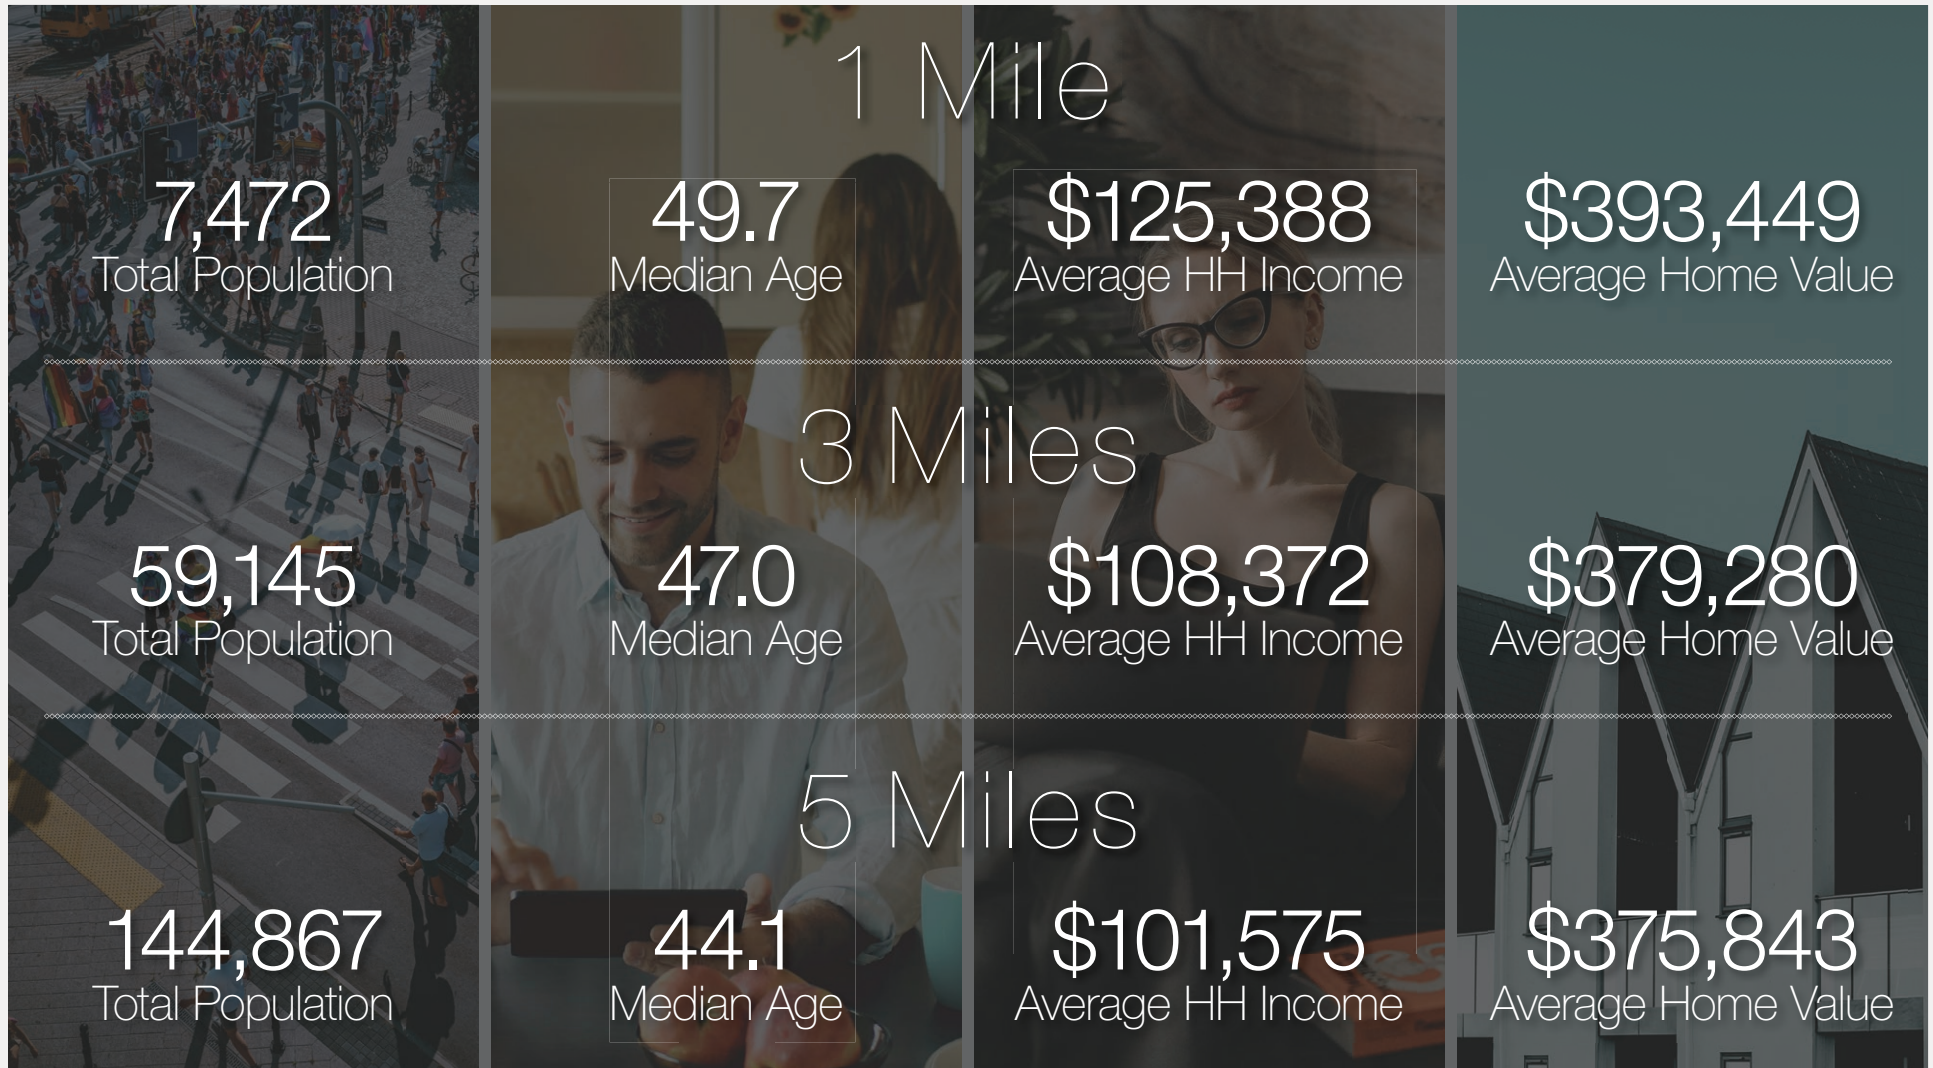 1 Mile
7,472 49.7 $125,388 $393,449
Total Population Median Age Average HH Income Average Home Value
3 Miles
59,145 47.0 $108,372 $379,280
Total Population Median Age Average HH Income Average Home Value
5 Miles
144,867 44.1 $101,575 $375,843
Total Population Median Age Average HH Income Average Home Value